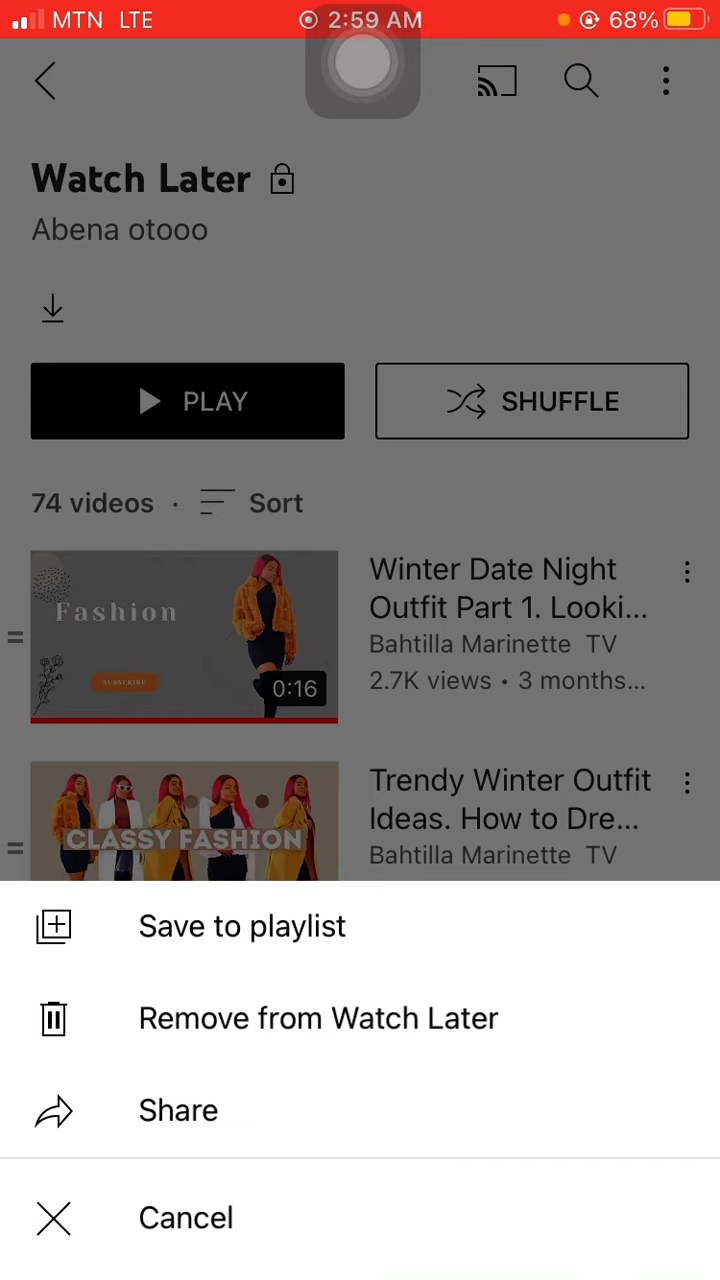 MTN LTE 2:59 AM 68%
Watch Later
Abena otooo
PLAY
SHUFFLE
74 videos · Sort
Fashion
SUBSCRIBE
0:16
Winter Date Night
Outfit Part 1. Looki...
Bahtilla Marinette TV
2.7K views • 3 months...
CLASSY FASHION
Trendy Winter Outfit
Ideas. How to Dre...
Bahtilla Marinette TV
Save to playlist
Remove from Watch Later
Share
Cancel